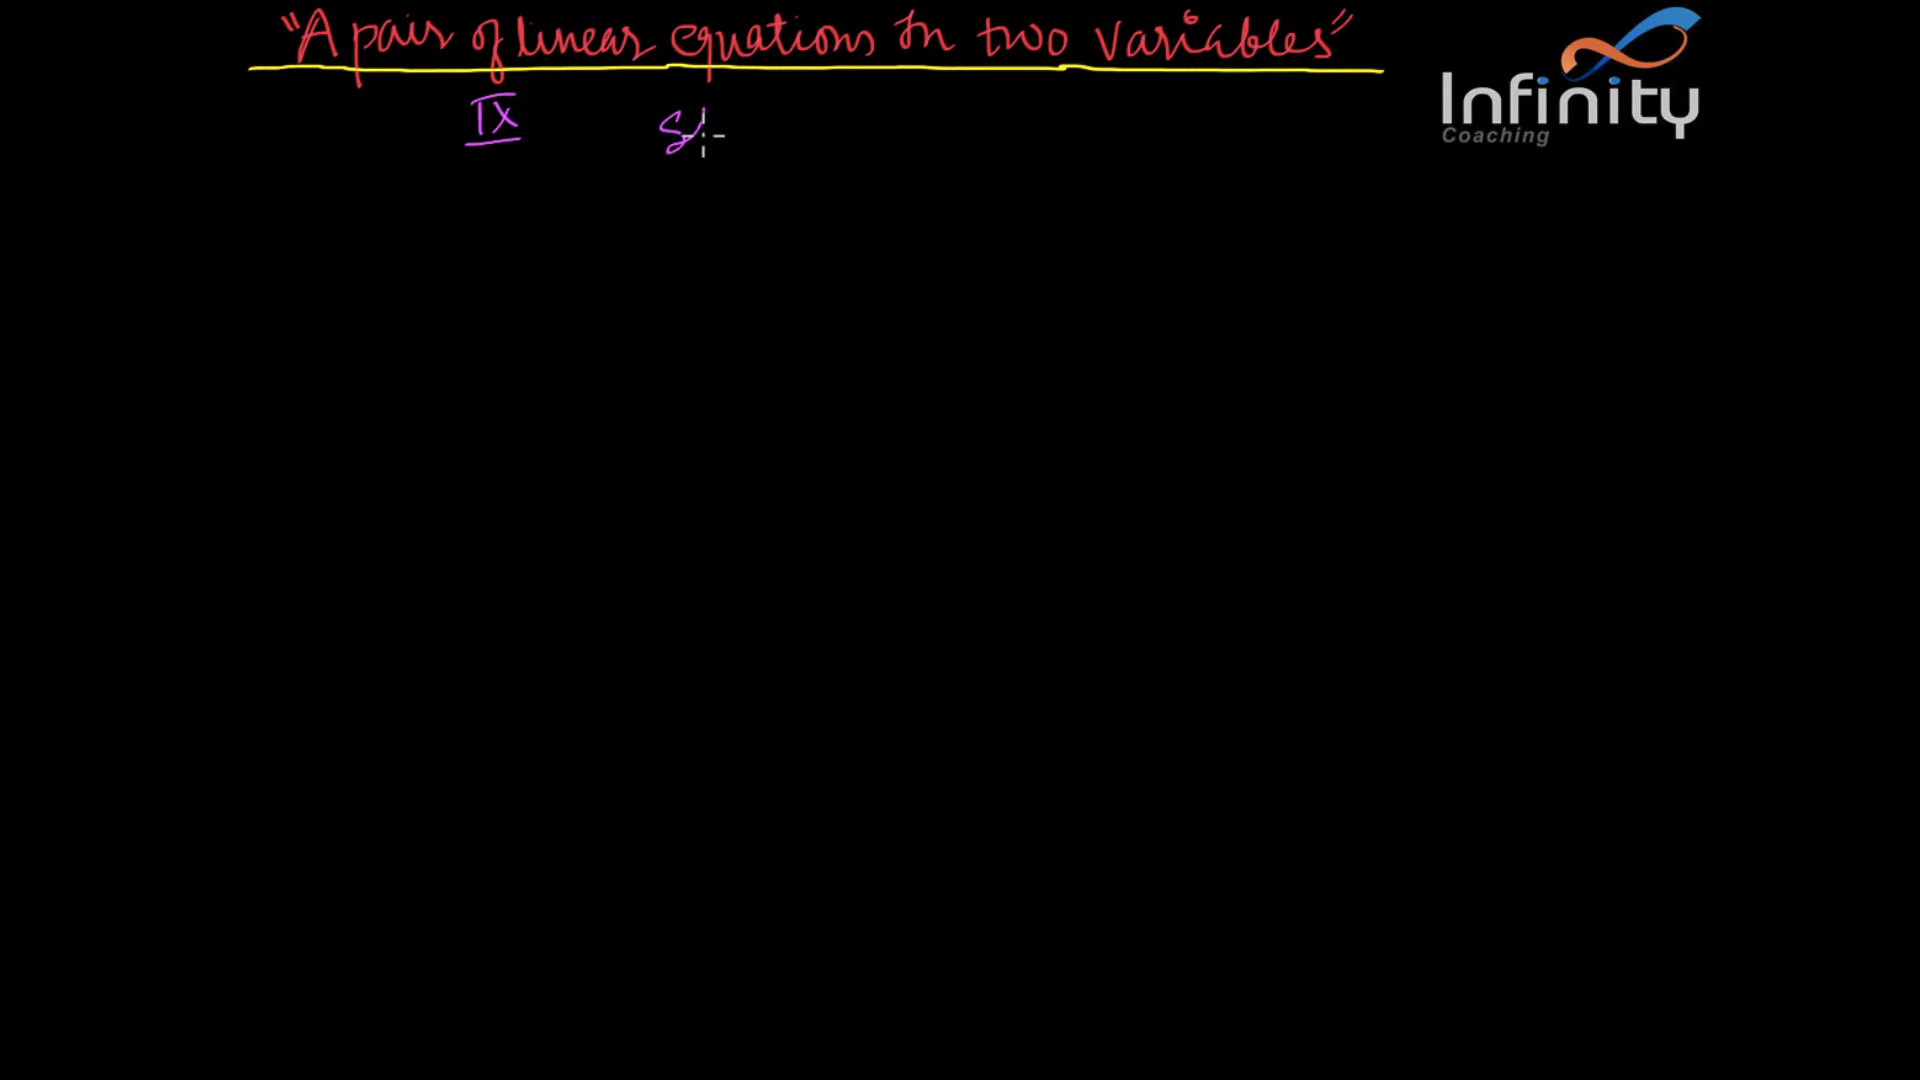 "A pair of linear equations In two variables"
IX S
Infinity
Coaching